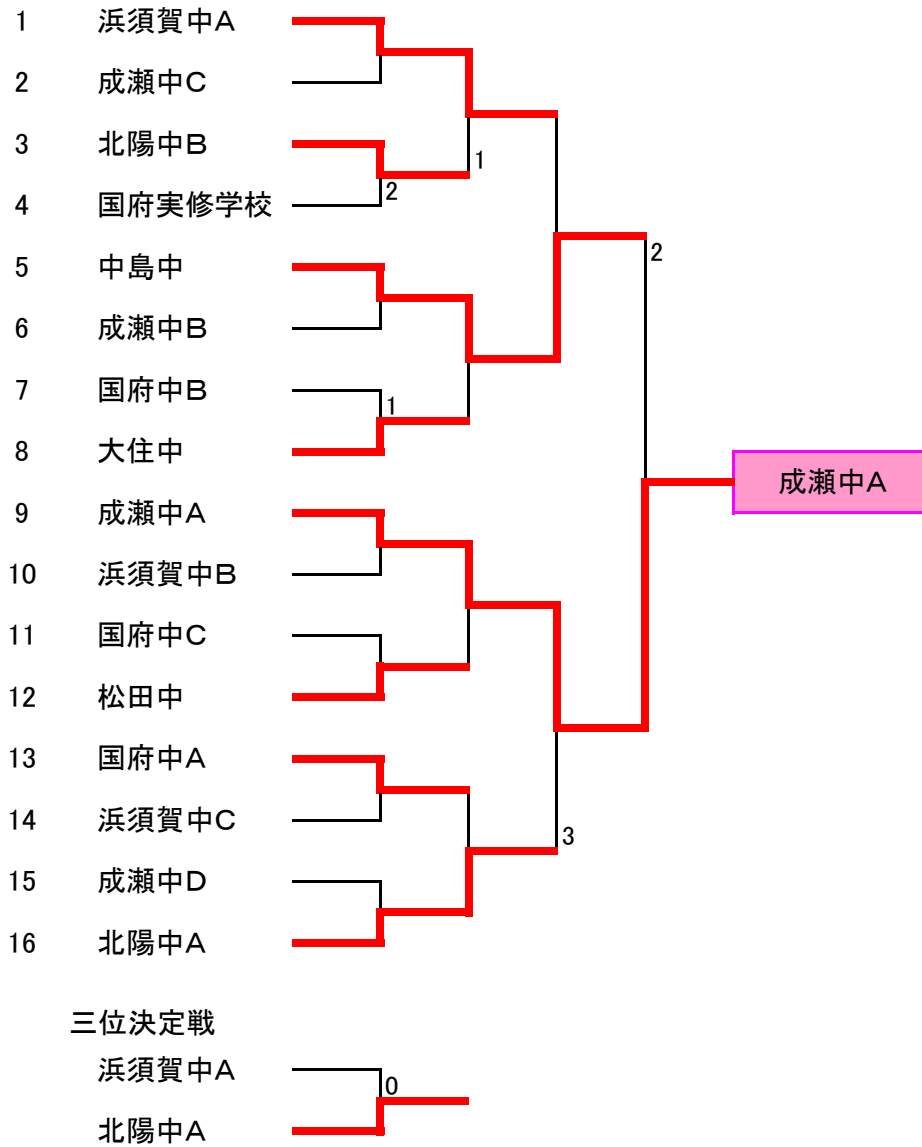 1 浜須賀中A
2 成瀬中C
3 北陽中B
1
2
4 国府実修学校
5 中島中
2
6 成瀬中B
7 国府中B
1
8 大住中
成瀬中A
9 成瀬中A
10 浜須賀中B
11 国府中C
12 松田中
13 国府中A
14 浜須賀中C
3
15 成瀬中D
16 北陽中A
三位決定戦
浜須賀中A
0
北陽中A